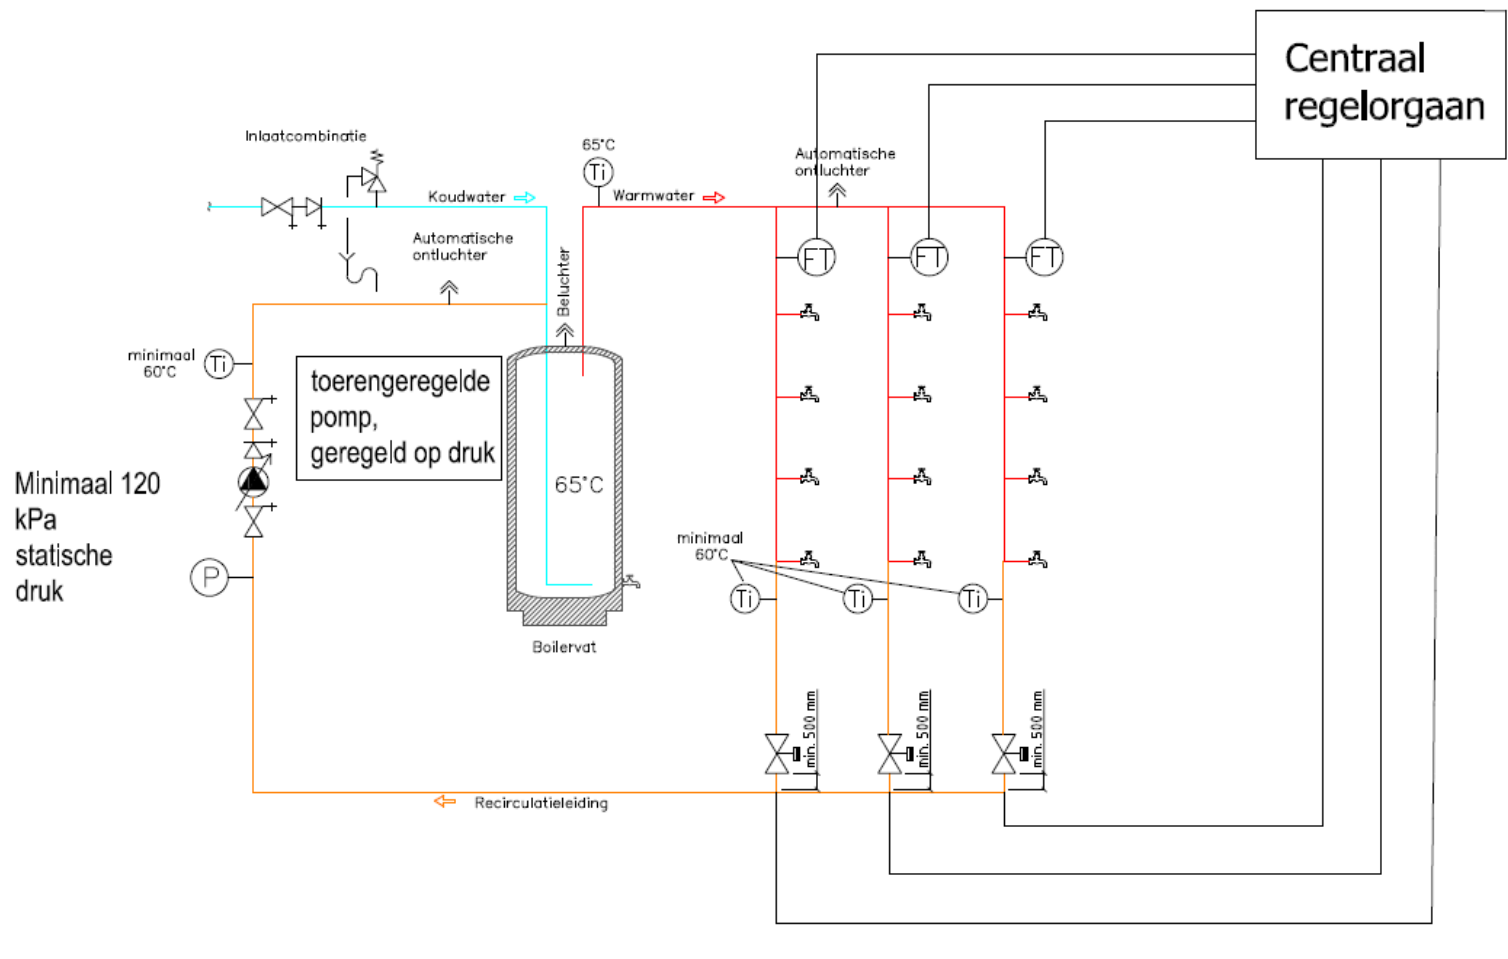 Centraal
regelorgaan
Inlaatcombinatie
65°C
Ti
Automatische
ontluchter
Koudwater
Warmwater
Automatische
ontluchter
Beluchter
FT
FT
FT
minimaal
60°C
Ti
toerengeregelde
pomp,
geregeld op druk
Minimaal 120
kPa
statische
druk
65°C
P
minimaal
60°C
Ti
Ti
Ti
Boilervat
min. 500 mm
min. 500 mm
min. 500 mm
Recirculatieleiding